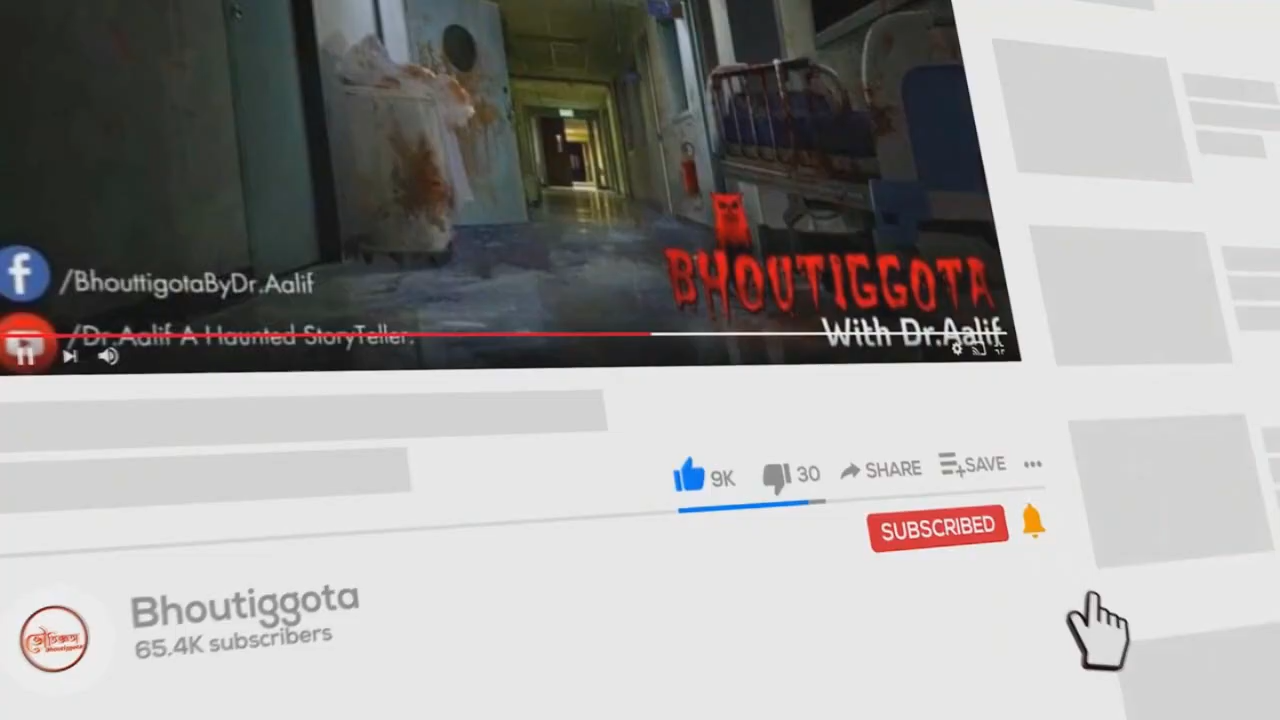 /BhouttigotaByDr.Aalif
/Dr.Aalif A Haunted StoryTeller.
BHOUTIGGOTA
With Dr.Aalif
9K
30
SHARE
SAVE
SUBSCRIBED
Bhoutiggota
65.4K subscribers
Bhoutiggota